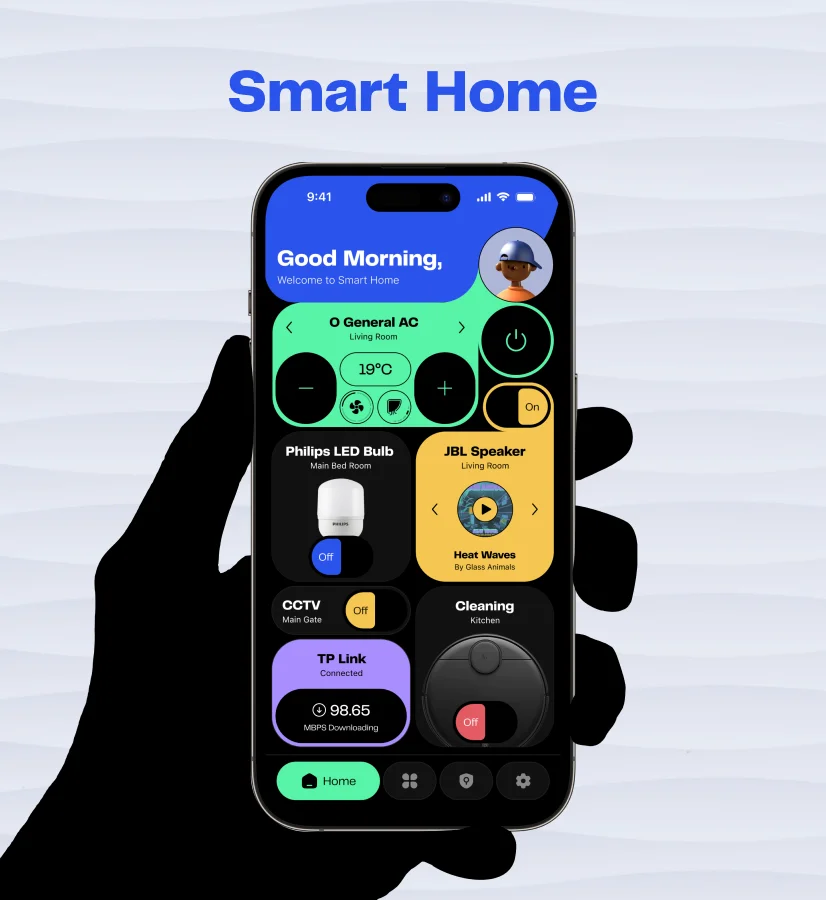 Smart Home
9:41
Good Morning,
Welcome to Smart Home
O General AC
Living Room
19°C
On
Philips LED Bulb
Main Bed Room
PHILIPS
Off
JBL Speaker
Living Room
Heat Waves
By Glass Animals
CCTV
Main Gate
Off
Cleaning
Kitchen
Off
TP Link
Connected
98.65
MBPS Downloading
Home